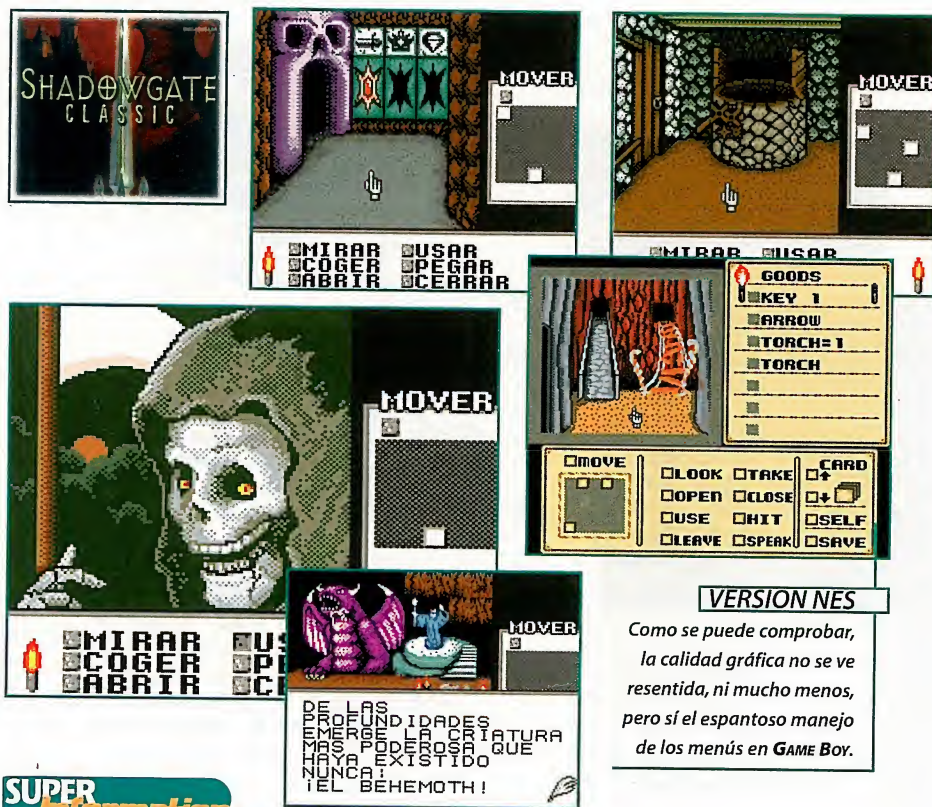 SHADOWGATE
CLASSIC
MOVER
MIRAR USAR
COGER PEGAR
ABRIR CERRAR
MOVER
MIRAR USAR
GOODS
KEY 1
ARROW
TORCH=1
TORCH
MOVE
LOOK TAKE
OPEN CLOSE
USE HIT
LEAVE SPEAK
CARD
SELF
SAVE
MOVER
MIRAR US
COGER PE
ABRIR CE
MOVER
DE LAS
PROFUNDIDADES
EMERGE LA CRIATURA
MAS PODEROSA QUE
HAYA EXISTIDO
NUNCA¡
¡EL BEHEMOTH!
VERSION NES
Como se puede comprobar,
la calidad gráfica no se ve
resentida, ni mucho menos,
pero sí el espantoso manejo
de los menús en GAME BOY.
SUPER